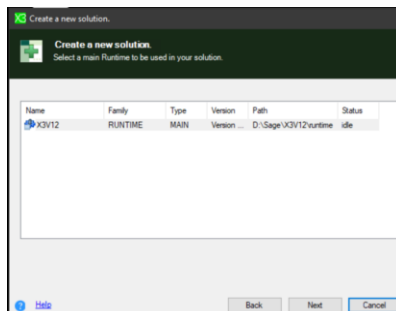 X3 Create a new solution.
Create a new solution.
Select a main Runtime to be used in your solution.
Name Family Type Version Path Status
X3V12 RUNTIME MAIN Version ... D:\Sage\X3V12\runtime idle
? Help Back Next Cancel